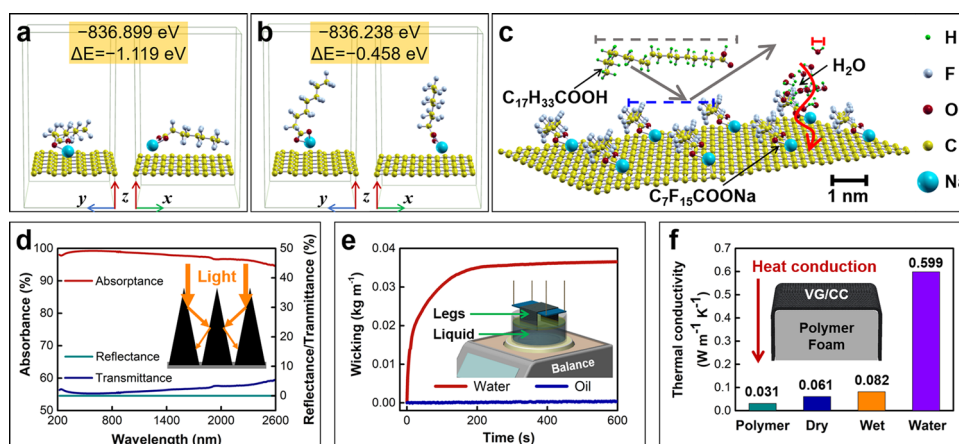 a
−836.899 eV
ΔE=−1.119 eV
y
z
x
b
−836.238 eV
ΔE=−0.458 eV
y
z
x
c
C17H33COOH
H2O
C7F15COONa
1 nm
H
F
O
C
Na
d
Absorbance (%)
100
90
80
70
60
50
Light
Absorptance
Reflectance
Transmittance
50
40
30
20
10
0
Reflectance/Tranmittance (%)
200
800
1400
2000
2600
Wavelength (nm)
e
Wicking (kg m−1)
0.04
0.03
0.02
0.01
0.00
Legs
Liquid
Balance
Water
Oil
0
200
400
600
Time (s)
f
Thermal conductivity
(W m−1 K−1)
0.7
0.6
0.5
0.4
0.3
0.2
0.1
0.0
Heat conduction
VG/CC
Polymer
Foam
0.031
0.061
0.082
0.599
Polymer
Dry
Wet
Water